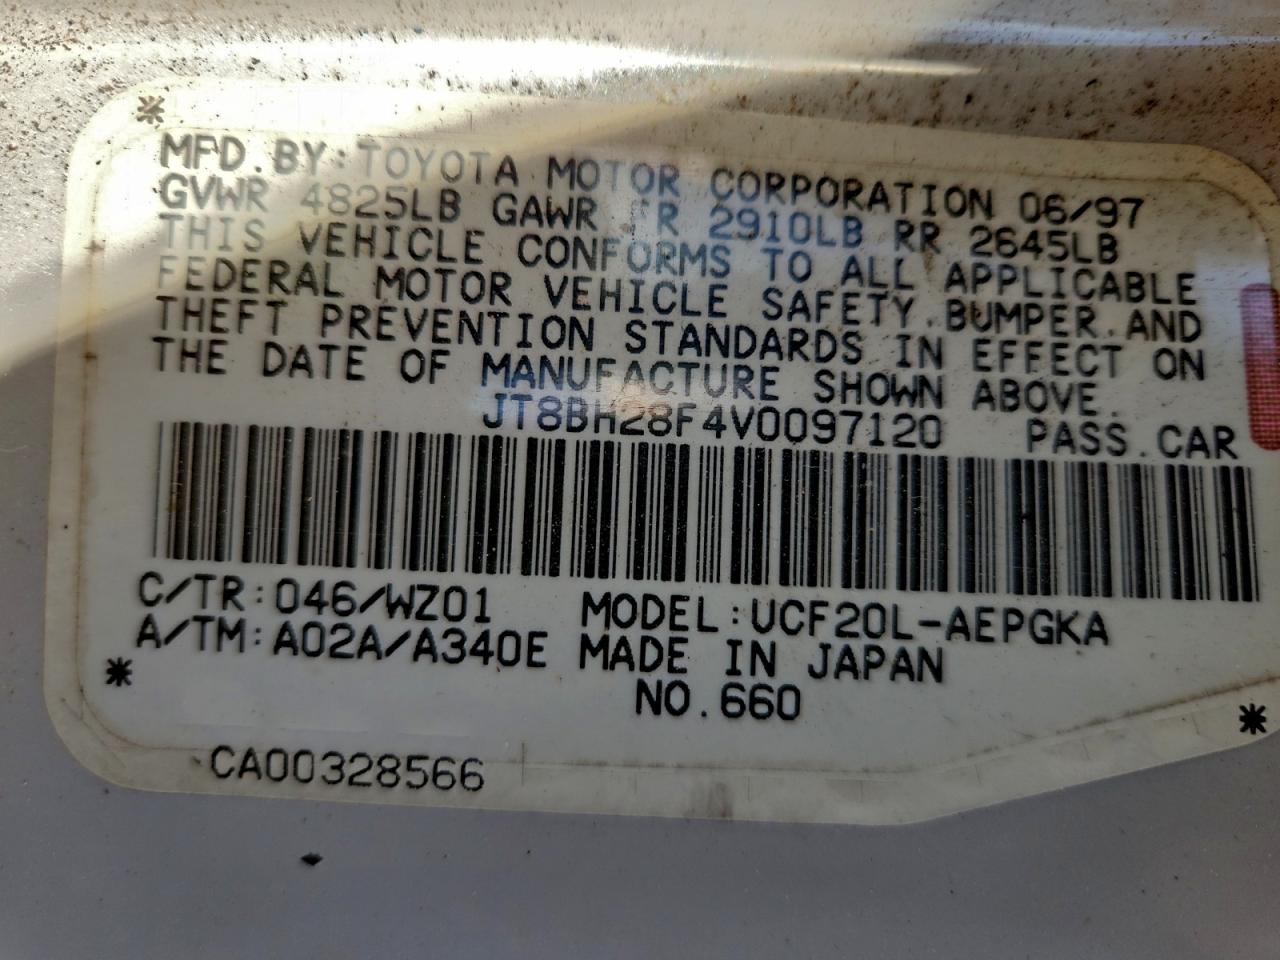 MFD. BY: TOYOTA MOTOR CORPORATION 06/97
GVWR 4825LB GAWR FR 2910LB RR 2645LB
THIS VEHICLE CONFORMS TO ALL APPLICABLE
FEDERAL MOTOR VEHICLE SAFETY, BUMPER, AND
THEFT PREVENTION STANDARDS IN EFFECT ON
THE DATE OF MANUFACTURE SHOWN ABOVE.
JT8BH28F4V0097120 PASS. CAR
C/TR: 046/WZ01 MODEL: UCF20L-AEPGKA
A/TM: A02A/A340E MADE IN JAPAN
NO. 660
CA00328566